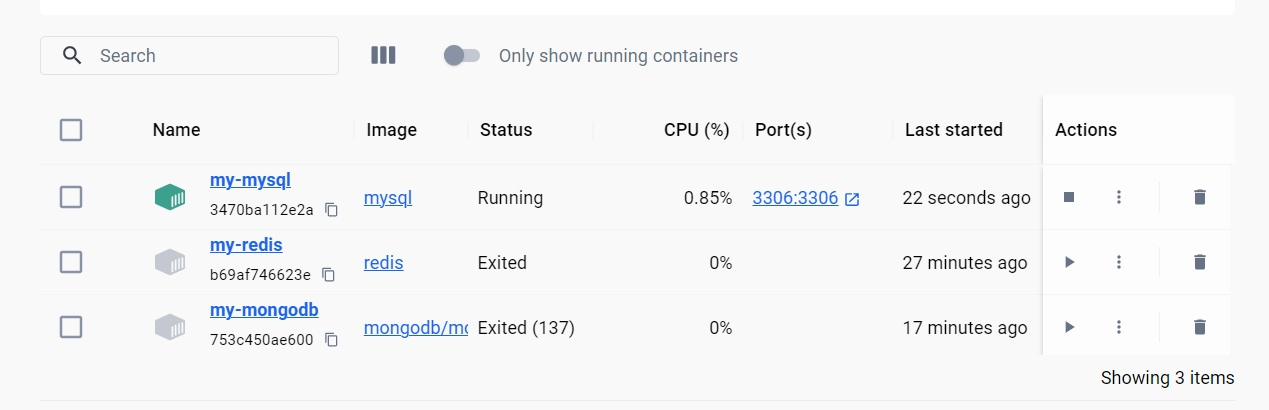 Search
Only show running containers
Name Image Status CPU (%) Port(s) Last started Actions
my-mysql
3470ba112e2a mysql Running 0.85% 3306:3306 22 seconds ago
my-redis
b69af746623e redis Exited 0% 27 minutes ago
my-mongodb
753c450ae600 mongodb/mo Exited (137) 0% 17 minutes ago
Showing 3 items